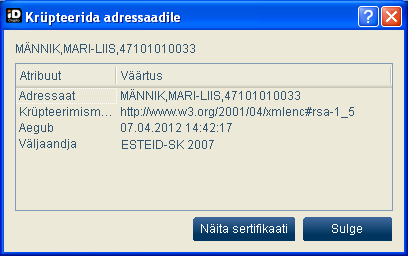 iD Krüpteerida adressaadile
MÄNNIK,MARI-LIIS,47101010033
Atribuut Väärtus
Adressaat MÄNNIK,MARI-LIIS,47101010033
Krüpteerimism... http://www.w3.org/2001/04/xmlenc#rsa-1_5
Aegub 07.04.2012 14:42:17
Väljaandja ESTEID-SK 2007
Näita sertifikaati Sulge